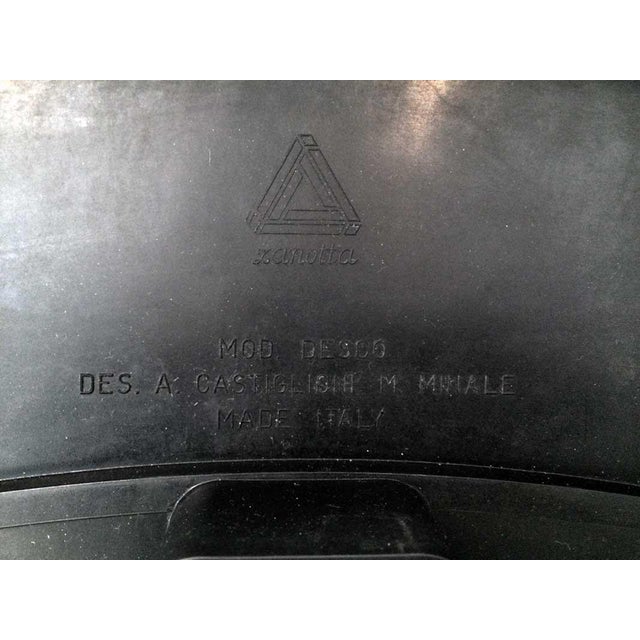 zanotta
MOD.
DES. A. CASTIGLIONI M. MINALE
MADE ITALY